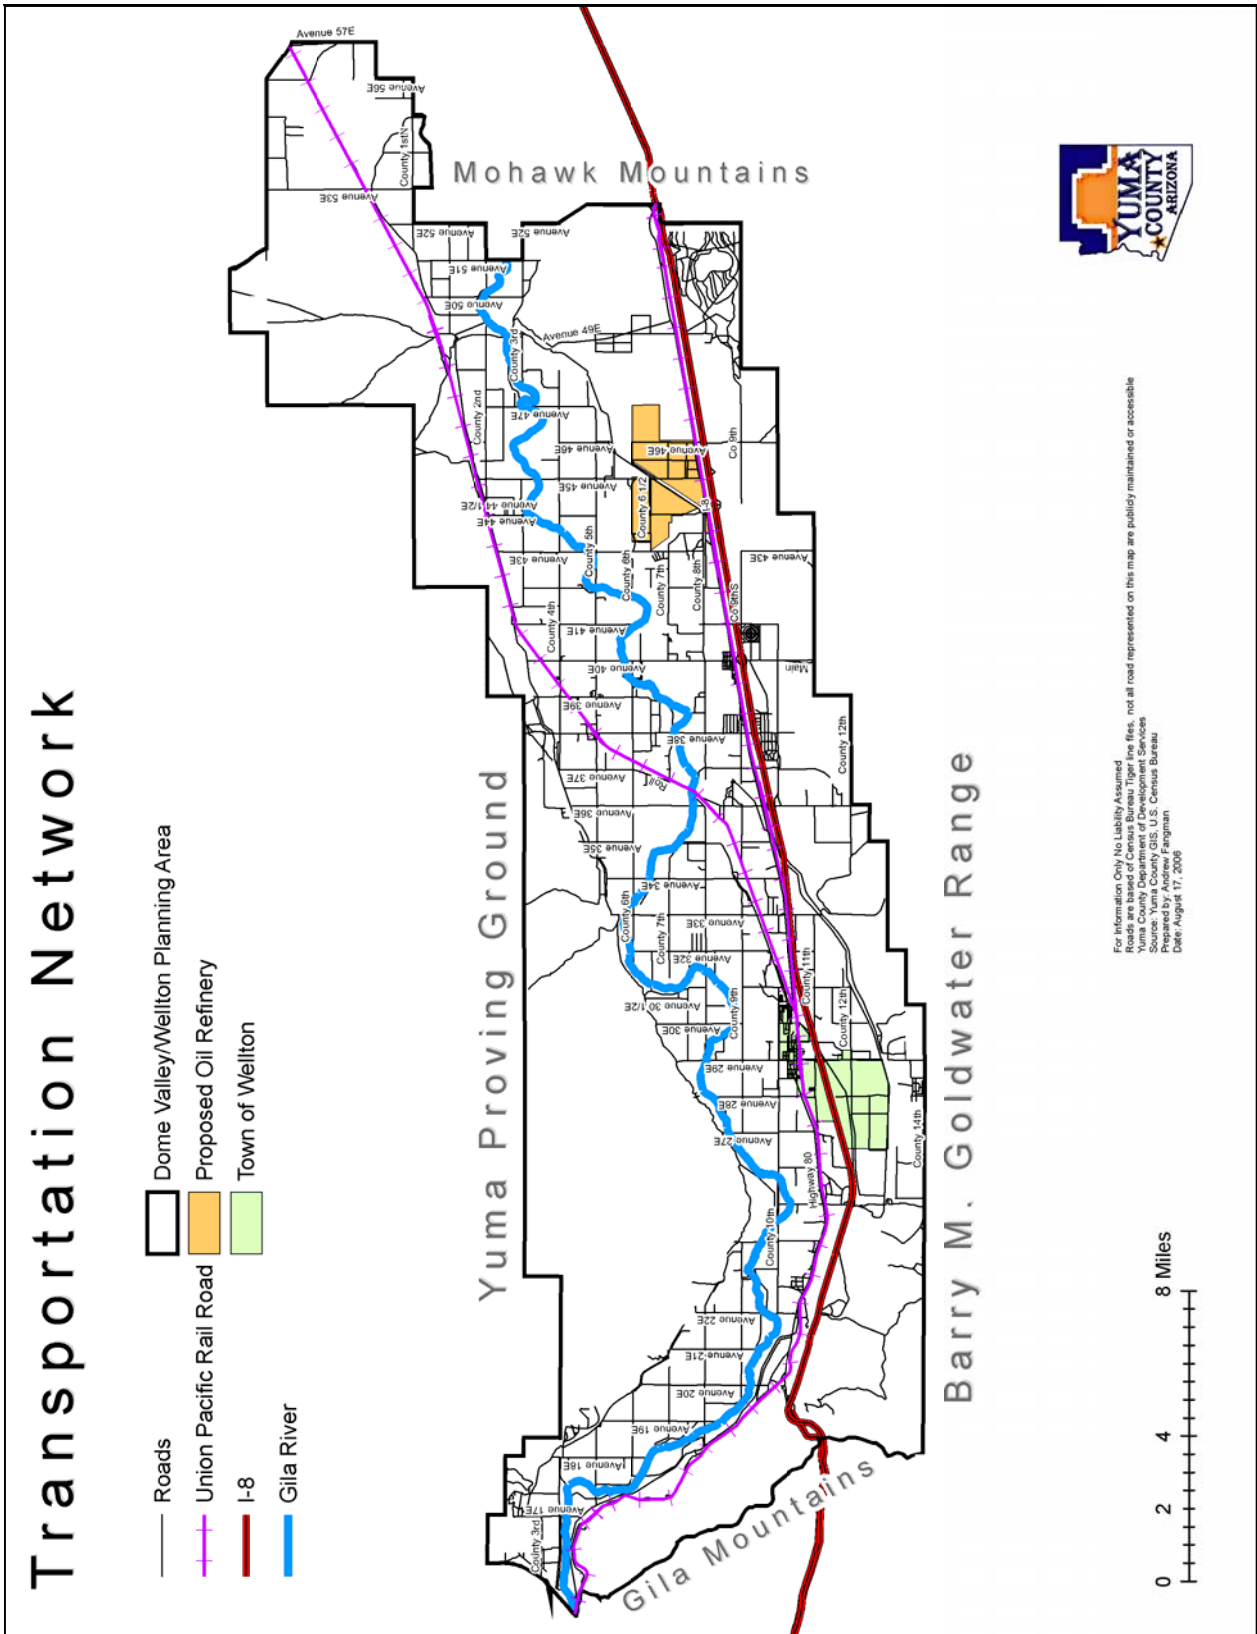 Transportation Network
Roads
Union Pacific Rail Road
I-8
Gila River
Dome Valley/Wellton Planning Area
Proposed Oil Refinery
Town of Wellton
Yuma Proving Ground
Mohawk Mountains
Gila Mountains
Barry M. Goldwater Range
Avenue 57E
Avenue 56E
County 1stN
Avenue 53E
Avenue 52E
Avenue 52E
Avenue 51E
Avenue 50E
Avenue 49E
County 3rd
County 2nd
Avenue 47E
Avenue 46E
Avenue 46E
Avenue 45E
Avenue 44 1/2E
Avenue 44E
Avenue 43E
Avenue 43E
County 6 1/2
I-8
Co 9th
County 5th
County 6th
County 7th
County 8th
Co 9thS
County 4th
Avenue 41E
Avenue 40E
Main
Avenue 39E
Avenue 38E
County 12th
Avenue 37E
Roll
Avenue 36E
Avenue 35E
Avenue 34E
County 6th
County 7th
Avenue 33E
Avenue 32E
County 11th
Avenue 30 1/2E
County 9th
County 12th
Avenue 30E
Avenue 29E
Avenue 28E
Avenue 27E
County 14th
Highway 80
County 10th
Avenue 22E
Avenue 21E
Avenue 20E
Avenue 19E
Avenue 18E
Avenue 17E
County 3rd
0 2 4 8 Miles
YUMA
COUNTY
ARIZONA
For Information Only No Liability Assumed
Roads are based of Census Bureau Tiger line files, not all road represented on this map are publicly maintained or accessible
Yuma County Department of Development Services
Source: Yuma County GIS, U.S. Census Bureau
Prepared by: Andrew Fangman
Date: August 17, 2006